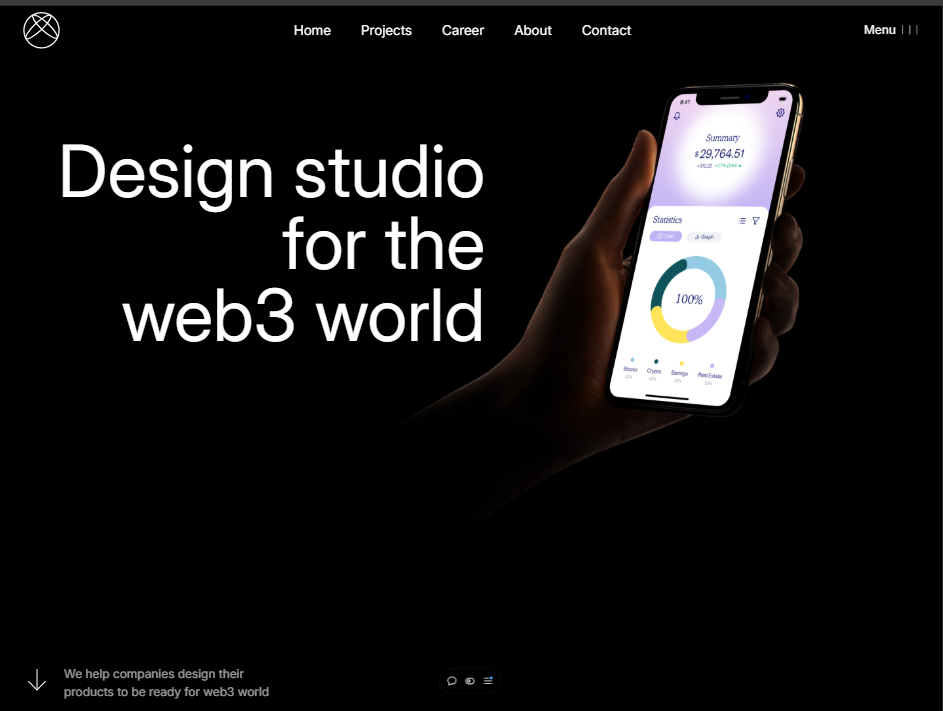 Home Projects Career About Contact
Menu
Design studio
for the
web3 world
9:41
Summary
$29,764.51
Statistics
Chart Graph
100%
Stocks Crypto Savings Real Estate
We help companies design their
products to be ready for web3 world